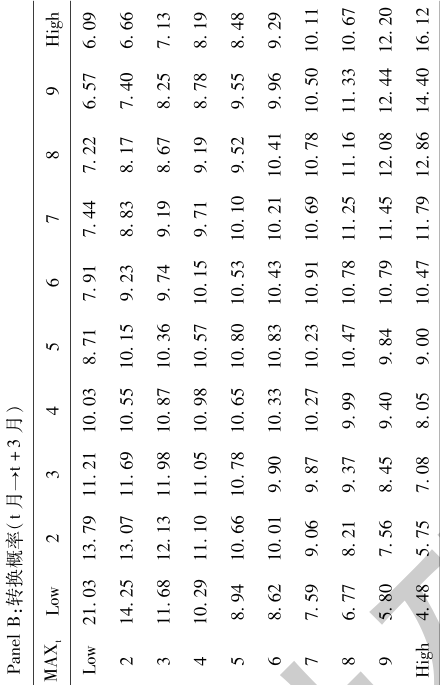 Panel B:转换概率(t 月→t+3 月)
MAXt Low 2 3 4 5 6 7 8 9 High
Low 21.03 13.79 11.21 10.03 8.71 7.91 7.44 7.22 6.57 6.09
2 14.25 13.07 11.69 10.55 10.15 9.23 8.83 8.17 7.40 6.66
3 11.68 12.13 11.98 10.87 10.36 9.74 9.19 8.67 8.25 7.13
4 10.29 11.10 11.05 10.98 10.57 10.15 9.71 9.19 8.78 8.19
5 8.94 10.66 10.78 10.65 10.80 10.53 10.10 9.52 9.55 8.48
6 8.62 10.01 9.90 10.33 10.83 10.43 10.21 10.41 9.96 9.29
7 7.59 9.06 9.87 10.27 10.23 10.91 10.69 10.78 10.50 10.11
8 6.77 8.21 9.37 9.99 10.47 10.78 11.25 11.16 11.33 10.67
9 5.80 7.56 8.45 9.40 9.84 10.79 11.45 12.08 12.44 12.20
High 4.48 5.75 7.08 8.05 9.00 10.47 11.79 12.86 14.40 16.12